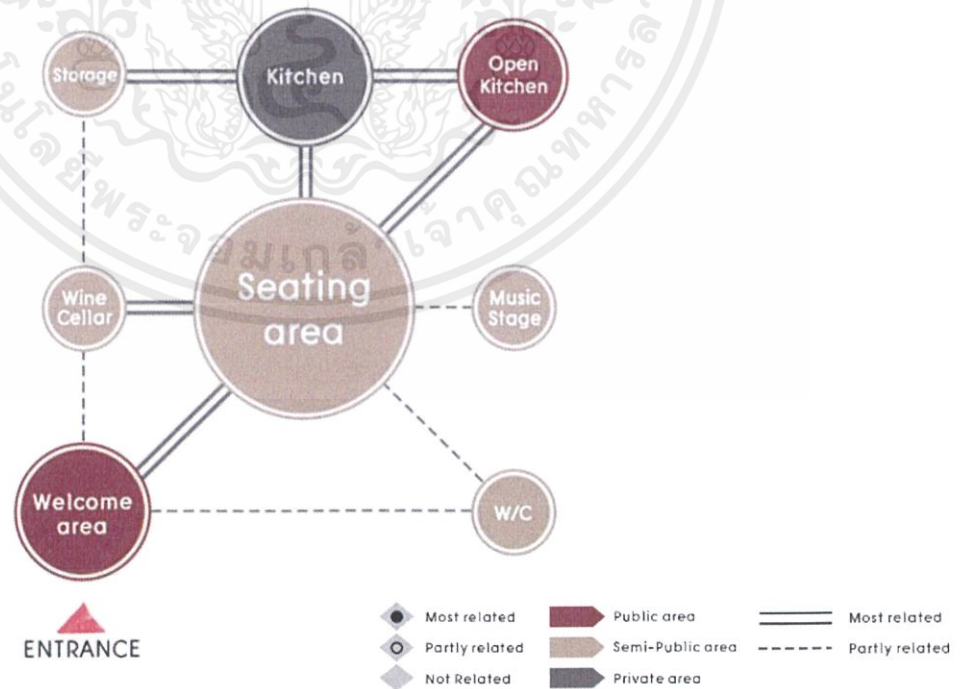 Storage
Kitchen
Open
Kitchen
Wine
Cellar
Seating
area
Music
Stage
Welcome
area
W/C
ENTRANCE
Most related
Partly related
Not Related
Public area
Semi-Public area
Private area
Most related
Partly related